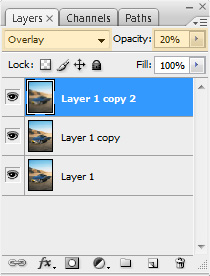 Layers × Channels Paths
Overlay Opacity: 20%
Lock: Fill: 100%
Layer 1 copy 2
Layer 1 copy
Layer 1
fx.